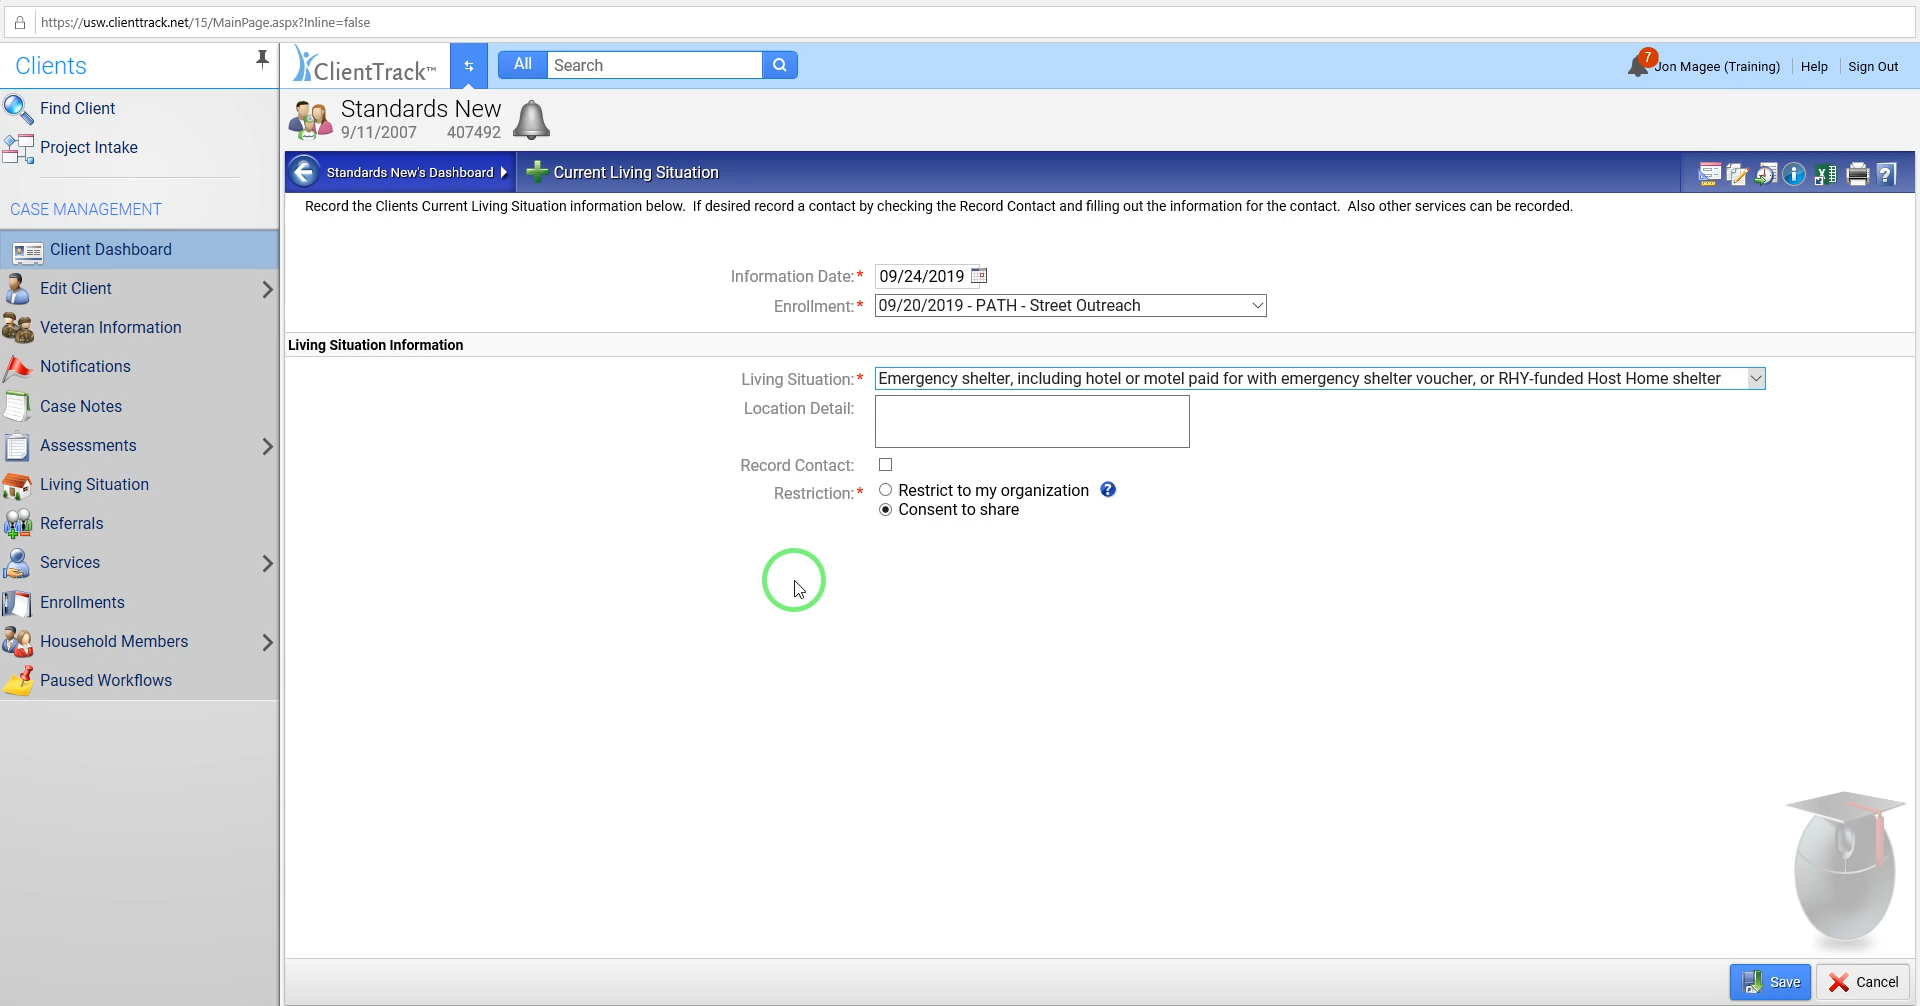 https://usw.clienttrack.net/15/MainPage.aspx?Inline=false
Clients
ClientTrack™
All
Search
7
Jon Magee (Training)
Help
Sign Out
Find Client
Project Intake
CASE MANAGEMENT
Client Dashboard
Edit Client
Veteran Information
Notifications
Case Notes
Assessments
Living Situation
Referrals
Services
Enrollments
Household Members
Paused Workflows
Standards New
9/11/2007 407492
Standards New's Dashboard
Current Living Situation
Record the Clients Current Living Situation information below. If desired record a contact by checking the Record Contact and filling out the information for the contact. Also other services can be recorded.
Information Date:* 09/24/2019
Enrollment:* 09/20/2019 - PATH - Street Outreach
Living Situation Information
Living Situation:* Emergency shelter, including hotel or motel paid for with emergency shelter voucher, or RHY-funded Host Home shelter
Location Detail:
Record Contact:
Restriction:* Restrict to my organization ?
Consent to share
Save
Cancel